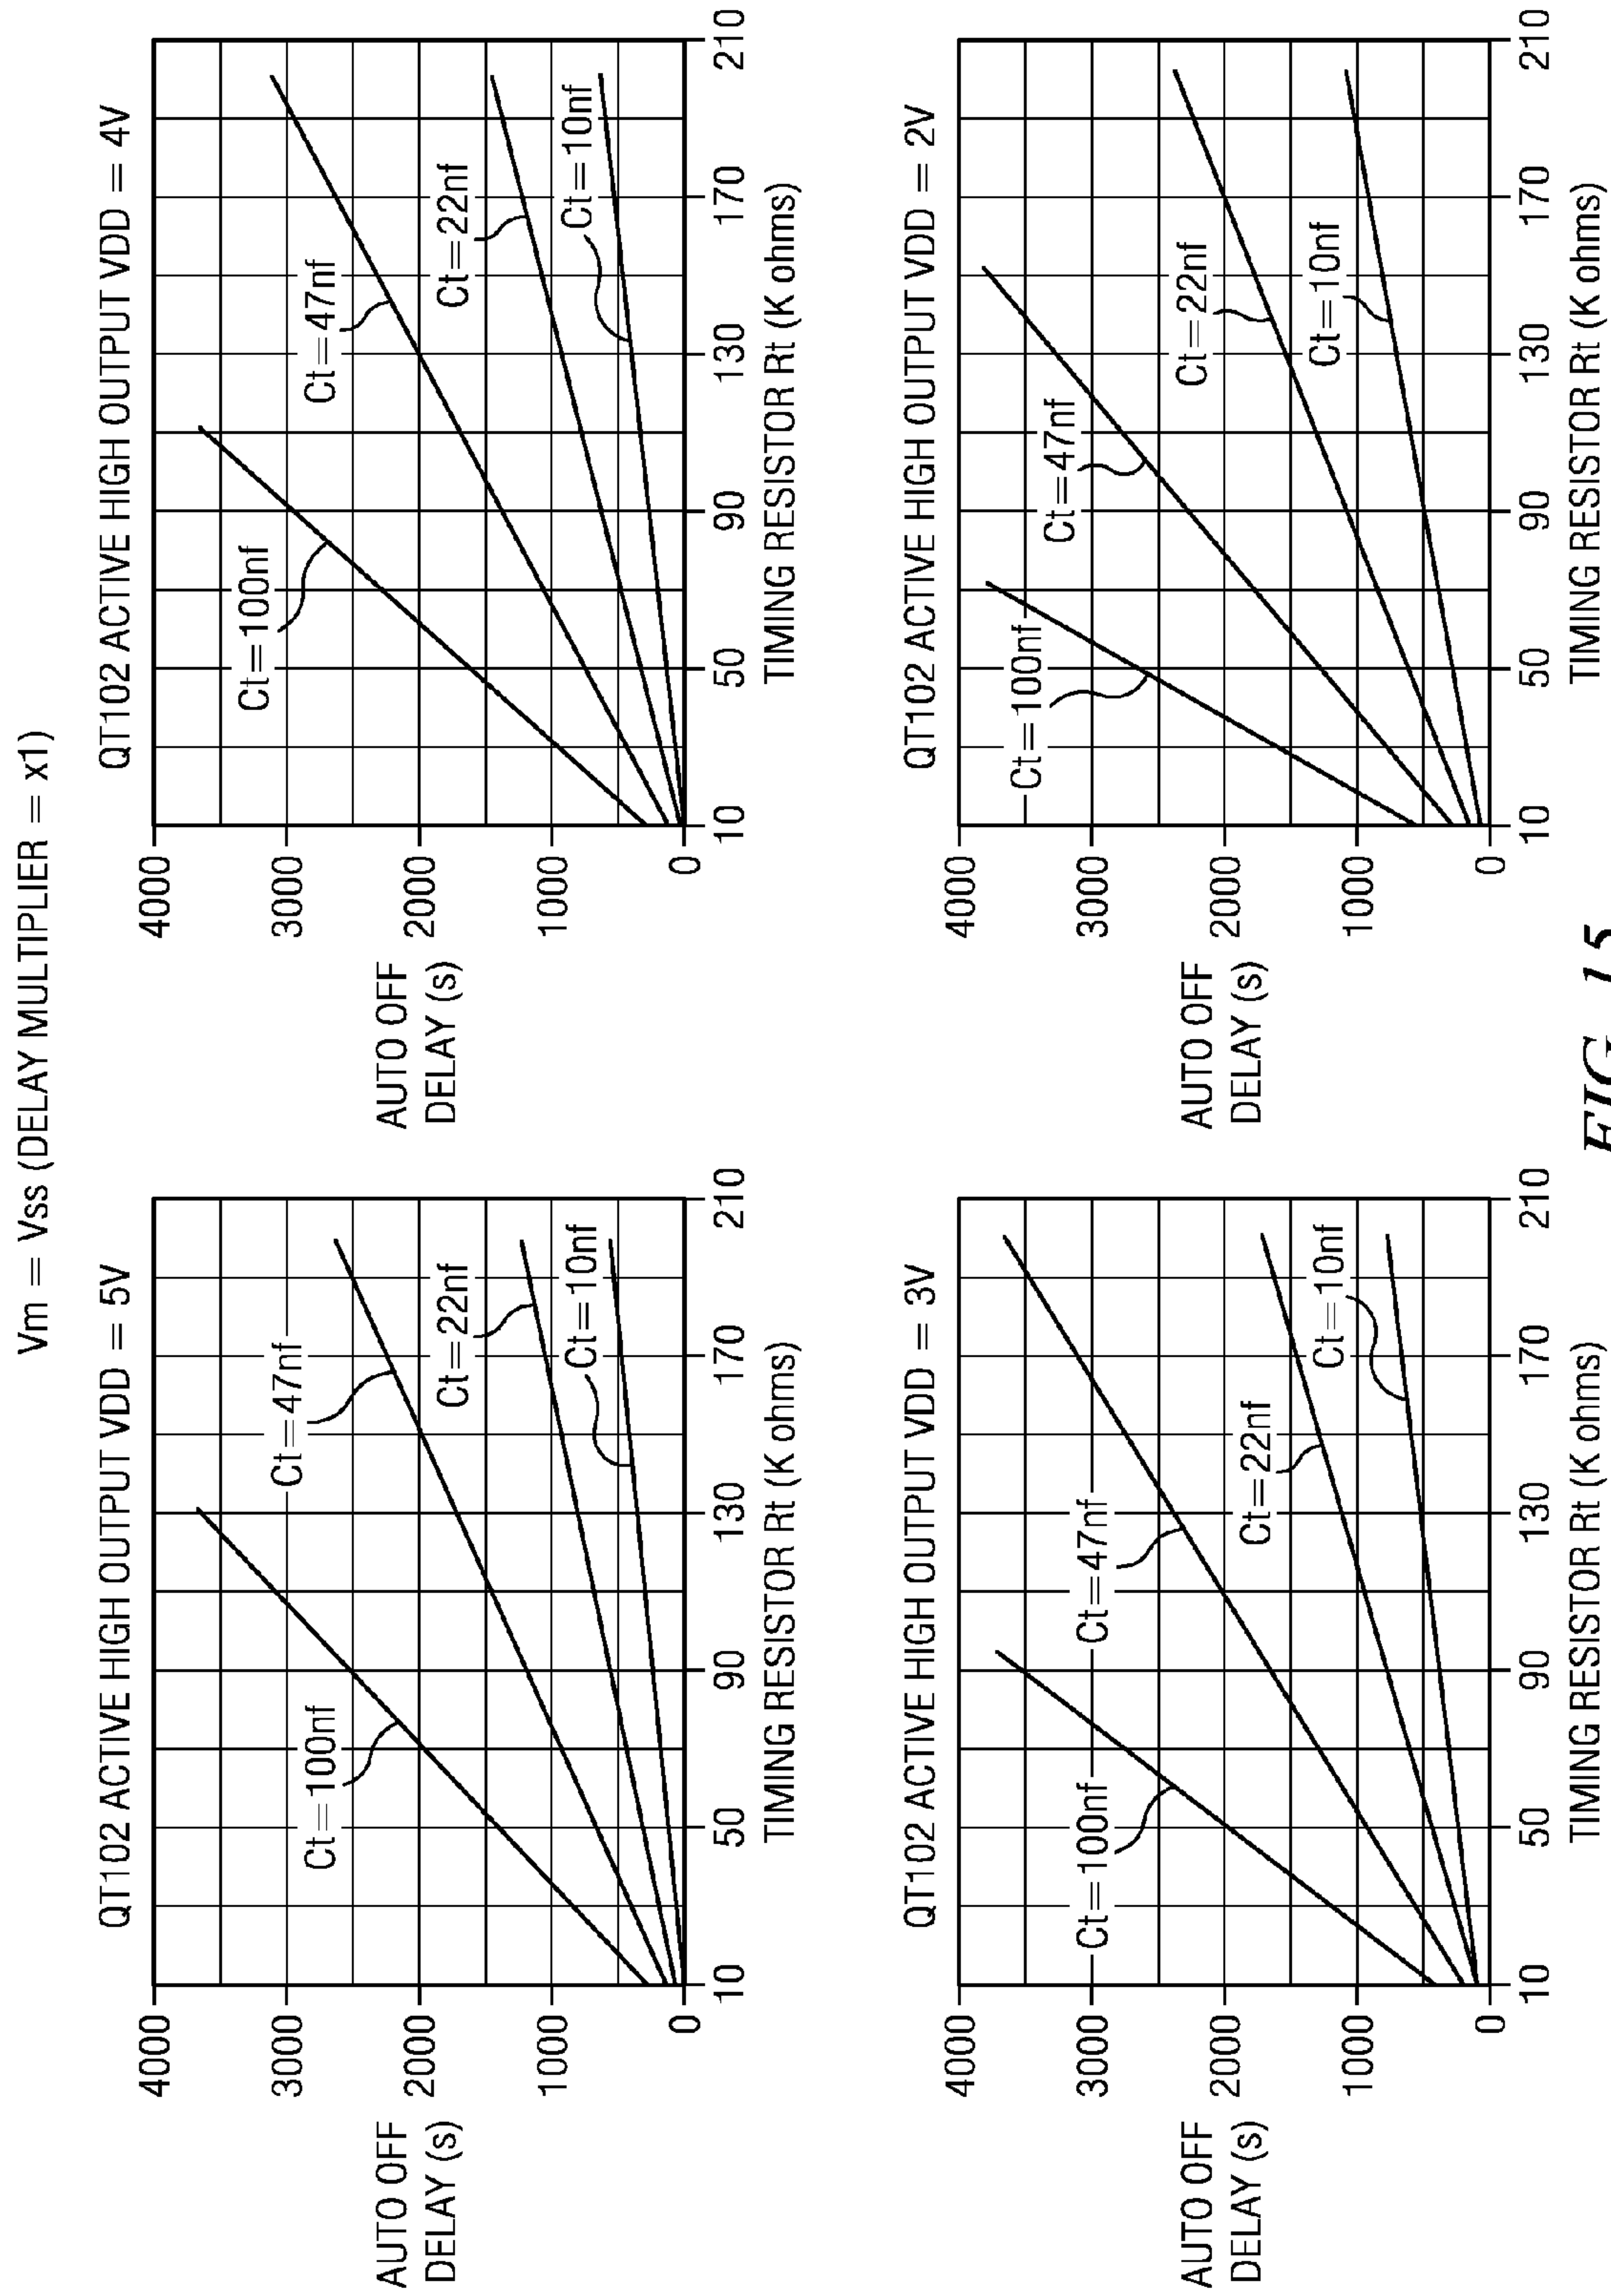 Vm = Vss (DELAY MULTIPLIER = x1)
QT102 ACTIVE HIGH OUTPUT VDD = 5V
AUTO OFF
DELAY (s)
4000
3000
2000
1000
0
Ct=100nf
Ct=47nf
Ct=22nf
Ct=10nf
10 50 90 130 170 210
TIMING RESISTOR Rt (K ohms)
QT102 ACTIVE HIGH OUTPUT VDD = 4V
AUTO OFF
DELAY (s)
4000
3000
2000
1000
0
Ct=100nf
Ct=47nf
Ct=22nf
Ct=10nf
10 50 90 130 170 210
TIMING RESISTOR Rt (K ohms)
QT102 ACTIVE HIGH OUTPUT VDD = 3V
AUTO OFF
DELAY (s)
4000
3000
2000
1000
0
Ct=100nf
Ct=47nf
Ct=22nf
Ct=10nf
10 50 90 130 170 210
TIMING RESISTOR Rt (K ohms)
QT102 ACTIVE HIGH OUTPUT VDD = 2V
AUTO OFF
DELAY (s)
4000
3000
2000
1000
0
Ct=100nf
Ct=47nf
Ct=22nf
Ct=10nf
10 50 90 130 170 210
TIMING RESISTOR Rt (K ohms)
FIG. 15